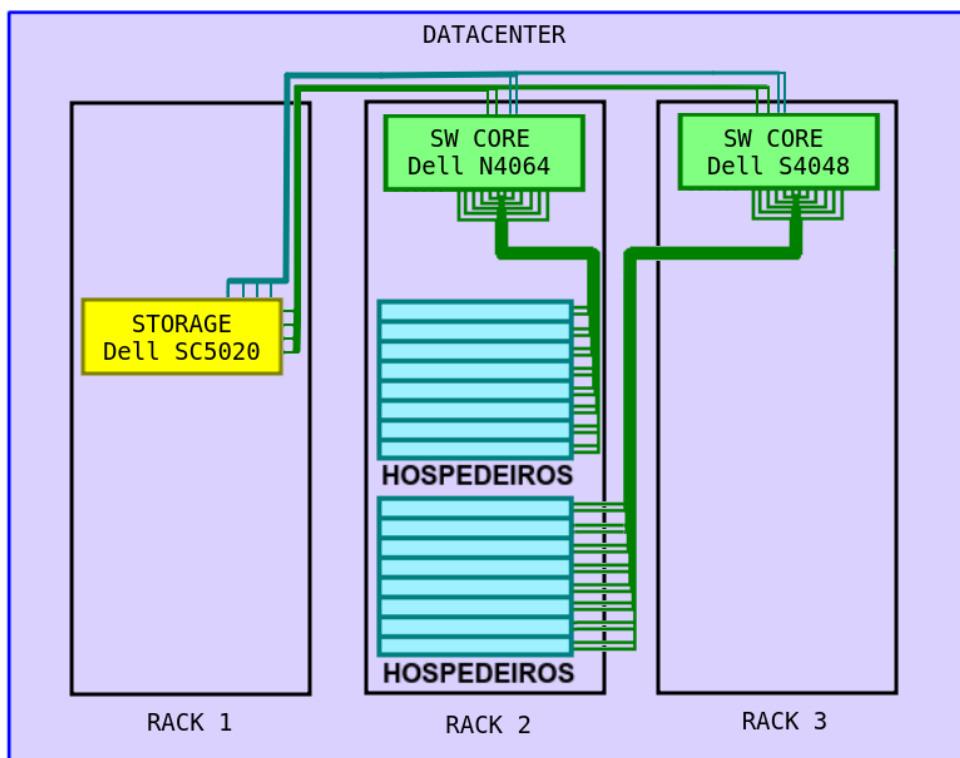 DATACENTER
SW CORE
Dell N4064
SW CORE
Dell S4048
STORAGE
Dell SC5020
HOSPEDEIROS
HOSPEDEIROS
RACK 1
RACK 2
RACK 3